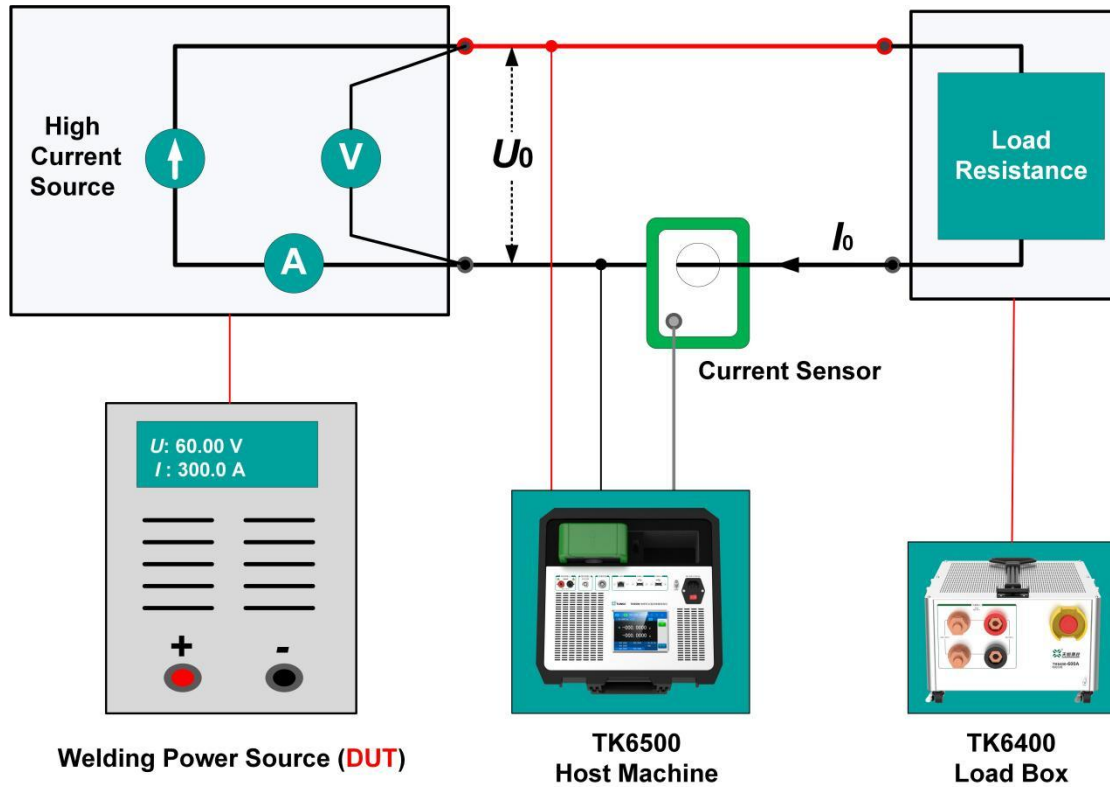 High
Current
Source
V
A
U0
I0
Load
Resistance
Current Sensor
U: 60.00 V
I : 300.0 A
+ -
Welding Power Source (DUT)
TK6500
Host Machine
TK6400
Load Box